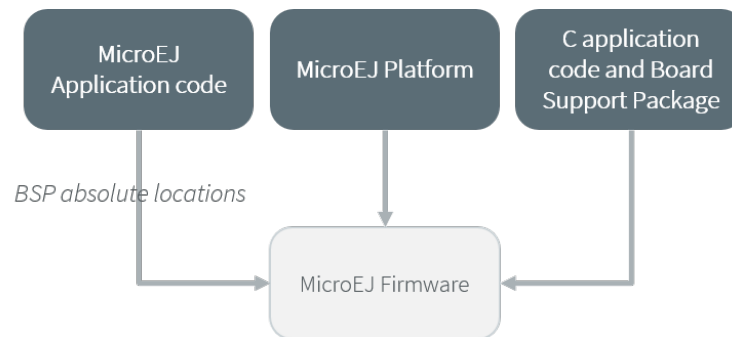 MicroEJ
Application code
MicroEJ Platform
C application
code and Board
Support Package
BSP absolute locations
MicroEJ Firmware